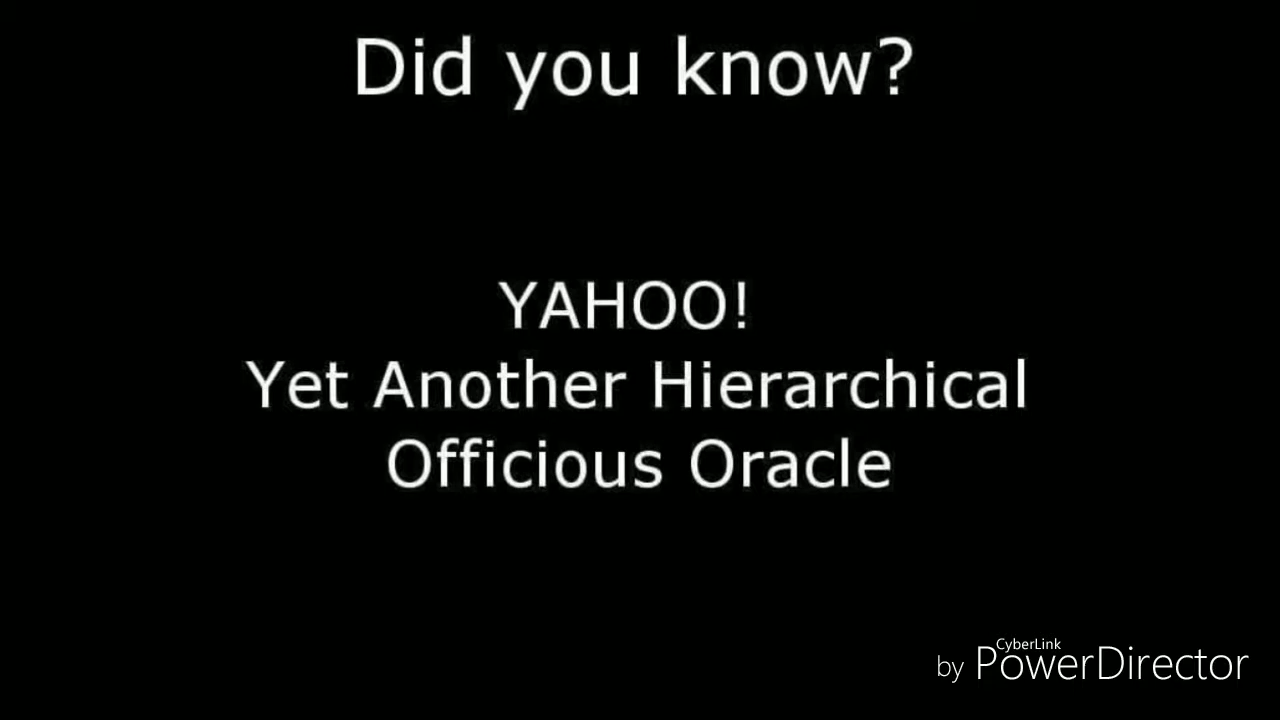 Did you know?
YAHOO!
Yet Another Hierarchical
Officious Oracle
CyberLink
by PowerDirector